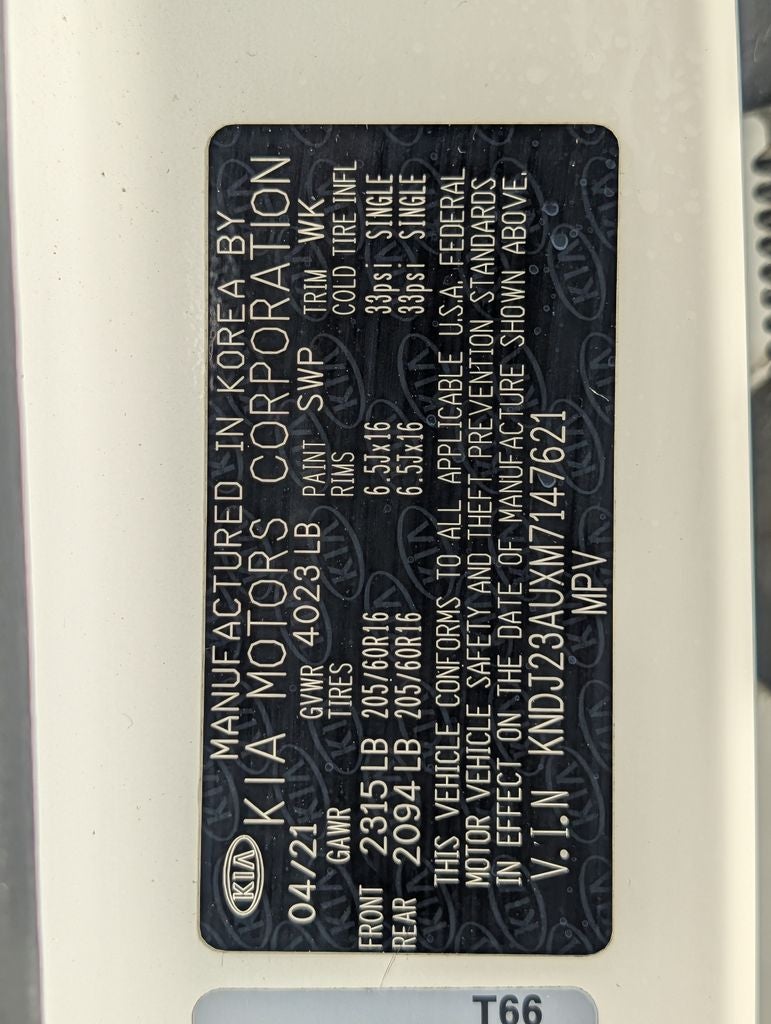 MANUFACTURED IN KOREA BY
KIA KIA MOTORS CORPORATION
04/21 GVWR 4023 LB PAINT SWP TRIM WK
GAWR TIRES RIMS COLD TIRE INFL
FRONT 2315 LB 205/60R16 6.5Jx16 33psi SINGLE
REAR 2094 LB 205/60R16 6.5Jx16 33psi SINGLE
THIS VEHICLE CONFORMS TO ALL APPLICABLE U.S.A. FEDERAL
MOTOR VEHICLE SAFETY AND THEFT PREVENTION STANDARDS
IN EFFECT ON THE DATE OF MANUFACTURE SHOWN ABOVE.
V.I.N KNDJ23AUXM7147621
MPV
T66